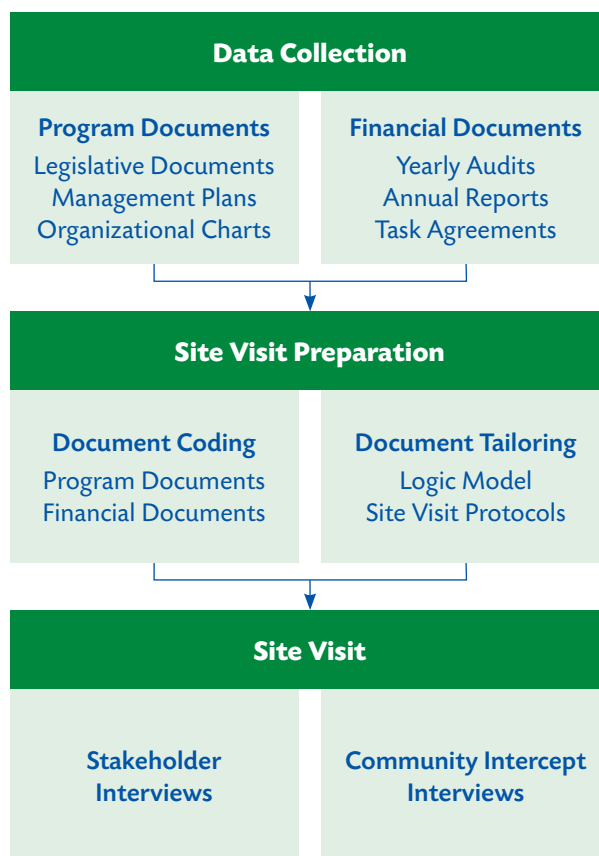 Data Collection
Program Documents
Legislative Documents
Management Plans
Organizational Charts
Financial Documents
Yearly Audits
Annual Reports
Task Agreements
Site Visit Preparation
Document Coding
Program Documents
Financial Documents
Document Tailoring
Logic Model
Site Visit Protocols
Site Visit
Stakeholder
Interviews
Community Intercept
Interviews